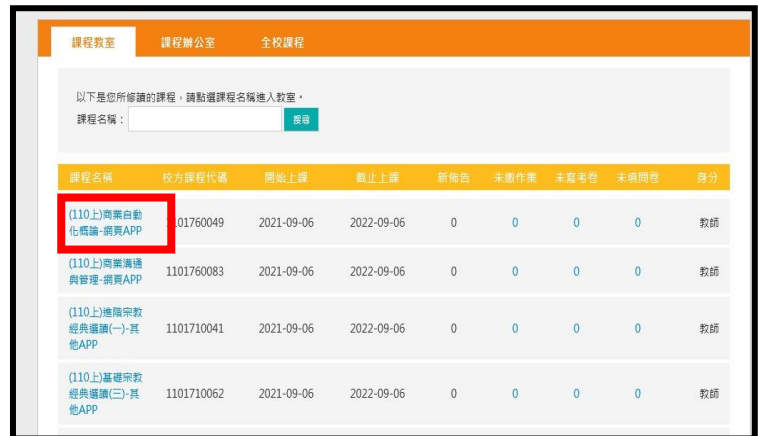 課程教室 課程辦公室 全校課程
以下是您所修讀的課程，請點選課程名稱進入教室。
課程名稱： 搜尋
課程名稱 校方課程代碼 開始上課 截止上課 新佈告 未繳作業 未寫考卷 未填問卷 身分
(110上)商業自動
化概論-網頁APP 1101760049 2021-09-06 2022-09-06 0 0 0 0 教師
(110上)商業溝通
與管理-網頁APP 1101760083 2021-09-06 2022-09-06 0 0 0 0 教師
(110上)進階宗教
經典選讀(一)-其 1101710041 2021-09-06 2022-09-06 0 0 0 0 教師
他APP
(110上)基礎宗教
經典選讀(三)-其 1101710062 2021-09-06 2022-09-06 0 0 0 0 教師
他APP